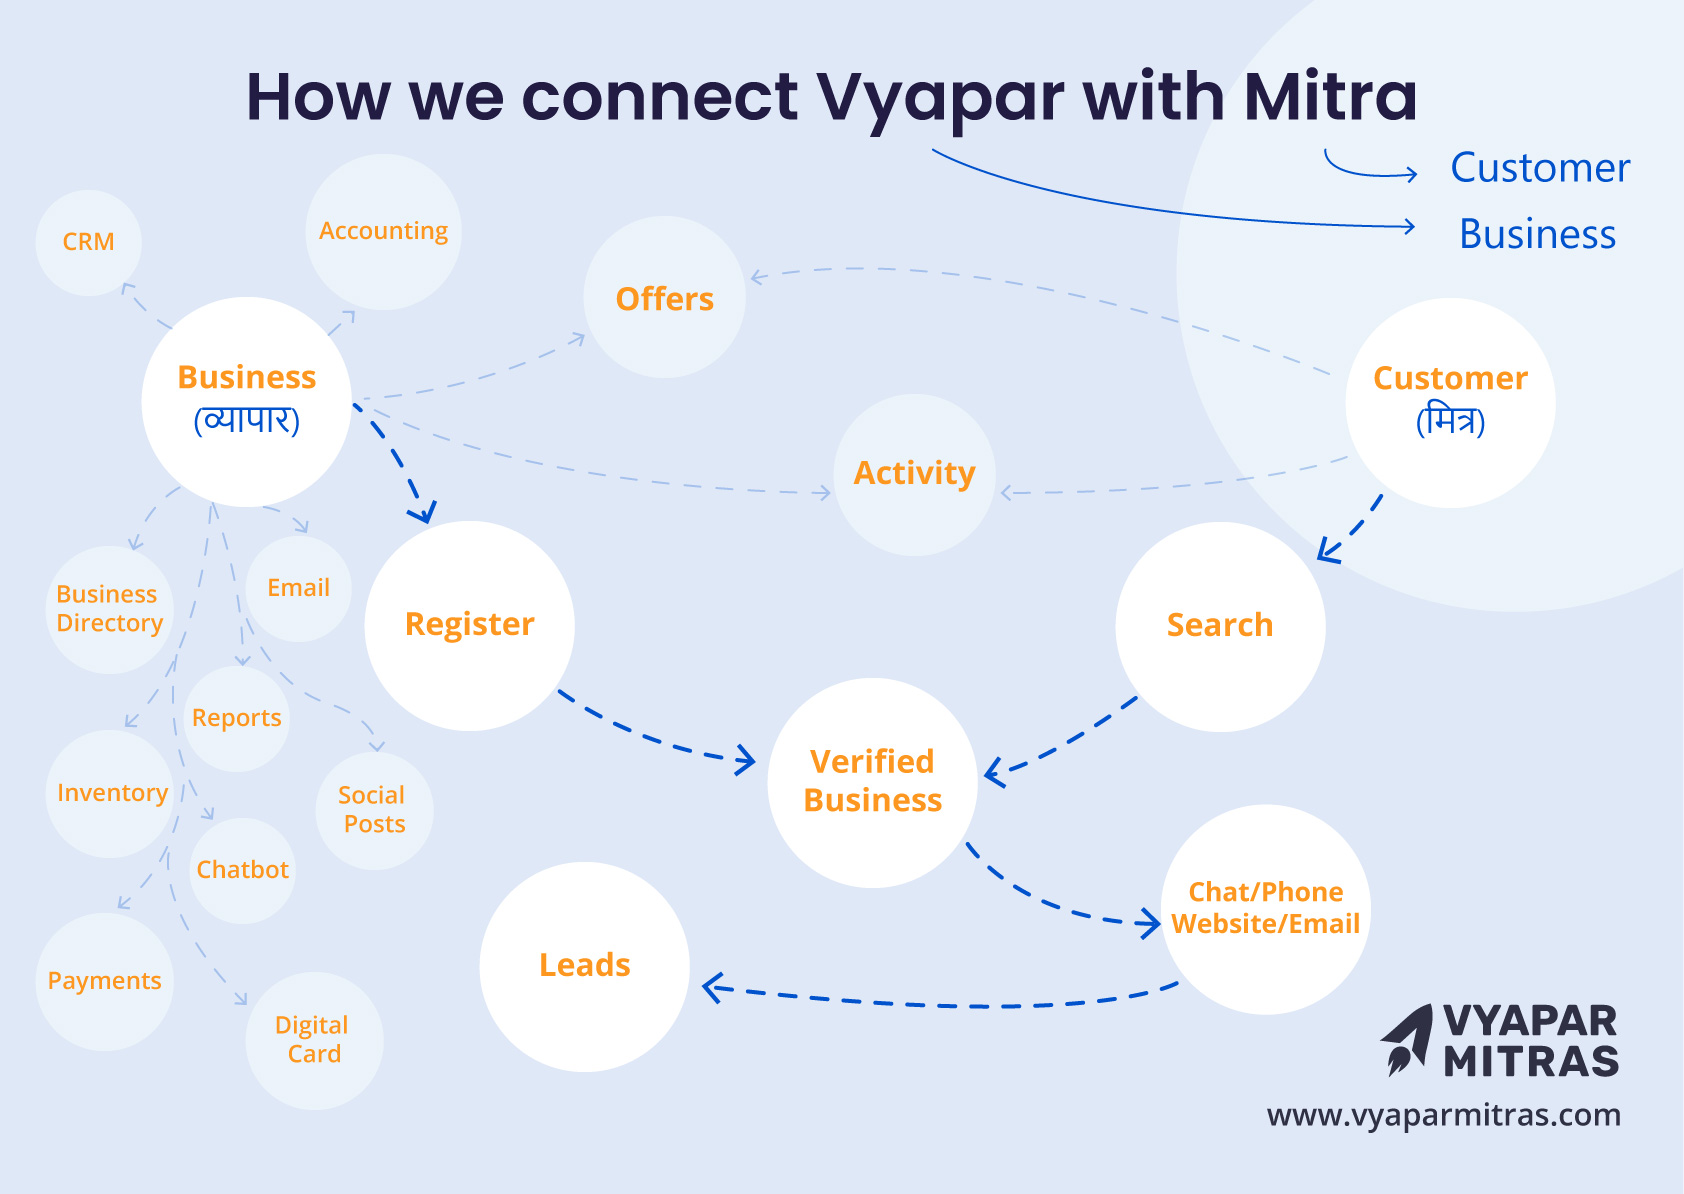 How we connect Vyapar with Mitra
Customer
Business
CRM
Accounting
Offers
Business
(व्यापार)
Customer
(मित्र)
Activity
Business
Directory
Email
Register
Search
Reports
Inventory
Social
Posts
Verified
Business
Chatbot
Chat/Phone
Website/Email
Leads
Payments
Digital
Card
VYAPAR
MITRAS
www.vyaparmitras.com